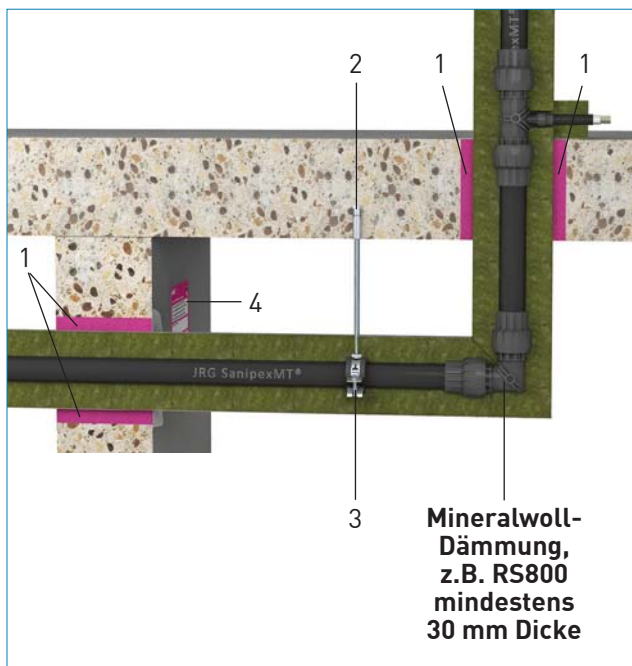 2
1
1
1
4
JRG SanipexMT®
3
Mineralwoll-
Dämmung,
z.B. RS800
mindestens
30 mm Dicke